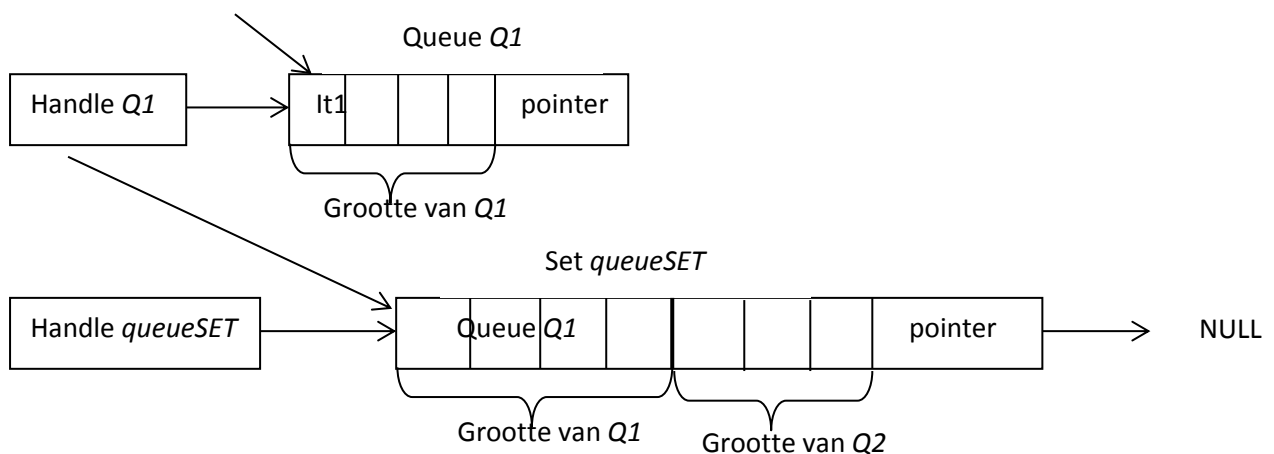 Queue Q1
Handle Q1
It1
pointer
Grootte van Q1
Set queueSET
Handle queueSET
Queue Q1
pointer
NULL
Grootte van Q1
Grootte van Q2